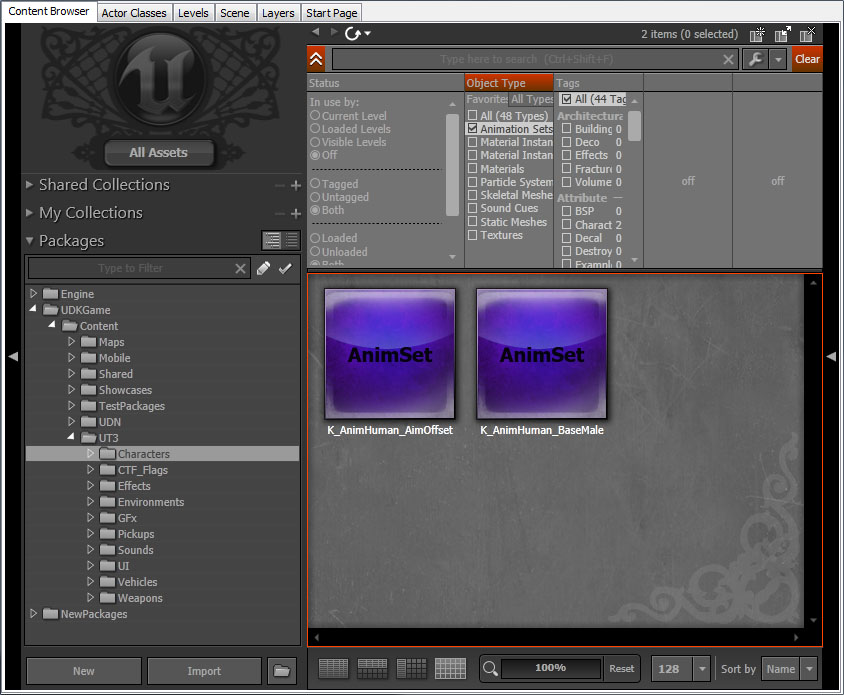 Content Browser Actor Classes Levels Scene Layers Start Page
All Assets
Shared Collections
My Collections
Packages
Type to Filter
Engine
UDKGame
Content
Maps
Mobile
Shared
Showcases
TestPackages
UDN
UT3
Characters
CTF_Flags
Effects
Environments
GFx
Pickups
Sounds
UI
Vehicles
Weapons
NewPackages
New Import
2 items (0 selected)
Type here to search (Ctrl+Shift+F) Clear
Status
In use by:
Current Level
Loaded Levels
Visible Levels
Off
Tagged
Untagged
Both
Loaded
Unloaded
Both
Object Type
Favorites All Types
All (48 Types)
Animation Sets
Material Instan
Material Instan
Materials
Particle System
Skeletal Meshe
Sound Cues
Static Meshes
Textures
Tags
All (44 Tag
Architectura
Building 0
Deco 0
Effects 0
Fractur 0
Volume 0
Attribute
BSP 0
Charact 2
Decal 0
Destroy 0
Exampl 0
off off
AnimSet AnimSet
K_AnimHuman_AimOffset K_AnimHuman_BaseMale
100% Reset 128 Sort by Name